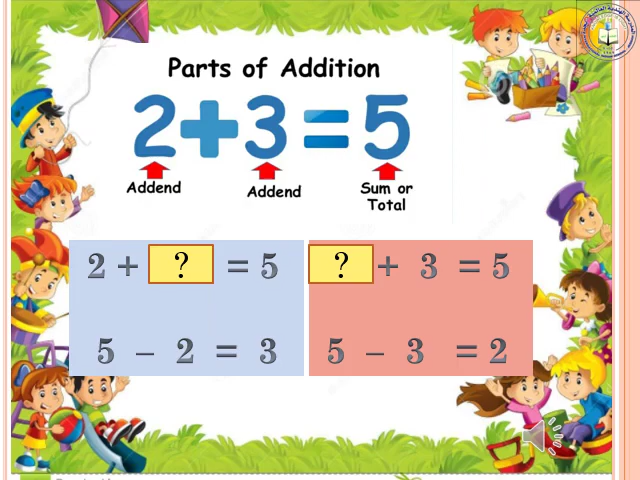 Parts of Addition
2+3=5
Addend
Addend
Sum or
Total
2 + ? = 5
? + 3 = 5
5 – 2 = 3
5 – 3 = 2